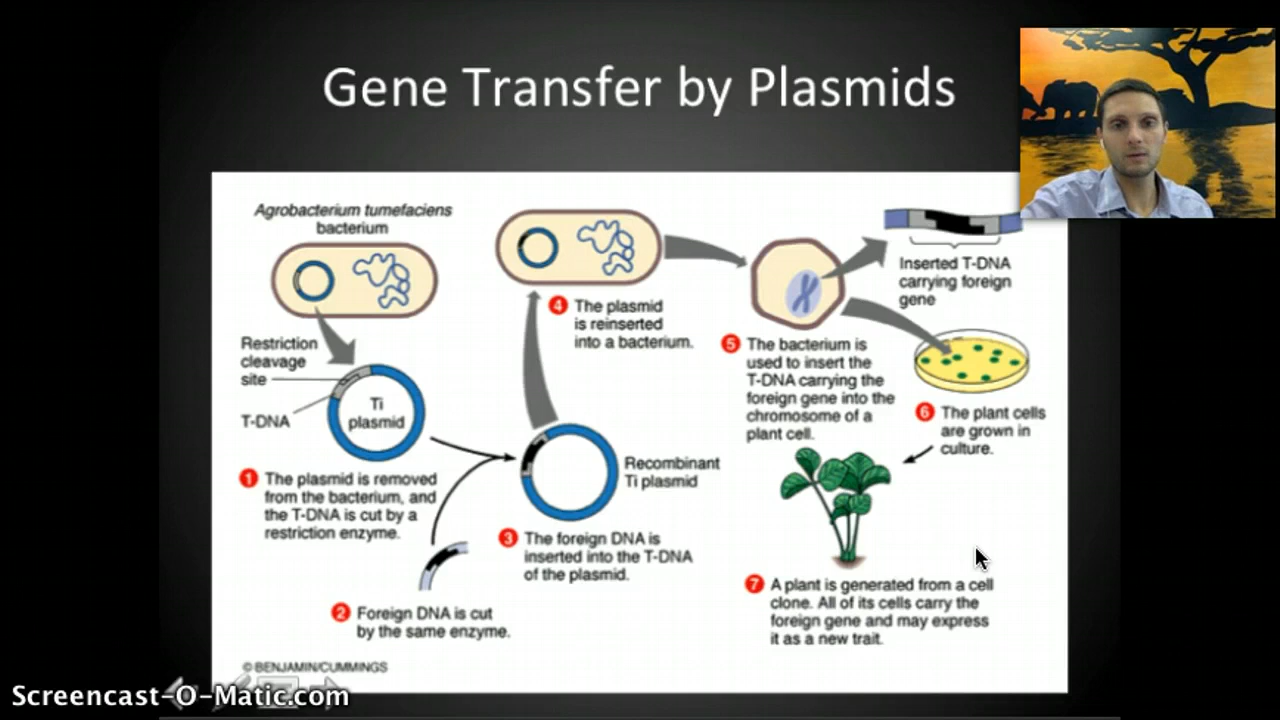 Gene Transfer by Plasmids
Agrobacterium tumefaciens
bacterium
Restriction
cleavage
site
T-DNA
Ti
plasmid
1 The plasmid is removed
from the bacterium, and
the T-DNA is cut by a
restriction enzyme.
2 Foreign DNA is cut
by the same enzyme.
3 The foreign DNA is
inserted into the T-DNA
of the plasmid.
Recombinant
Ti plasmid
4 The plasmid
is reinserted
into a bacterium.
5 The bacterium is
used to insert the
T-DNA carrying the
foreign gene into the
chromosome of a
plant cell.
Inserted T-DNA
carrying foreign
gene
6 The plant cells
are grown in
culture.
7 A plant is generated from a cell
clone. All of its cells carry the
foreign gene and may express
it as a new trait.
© BENJAMIN/CUMMINGS
Screencast-O-Matic.com